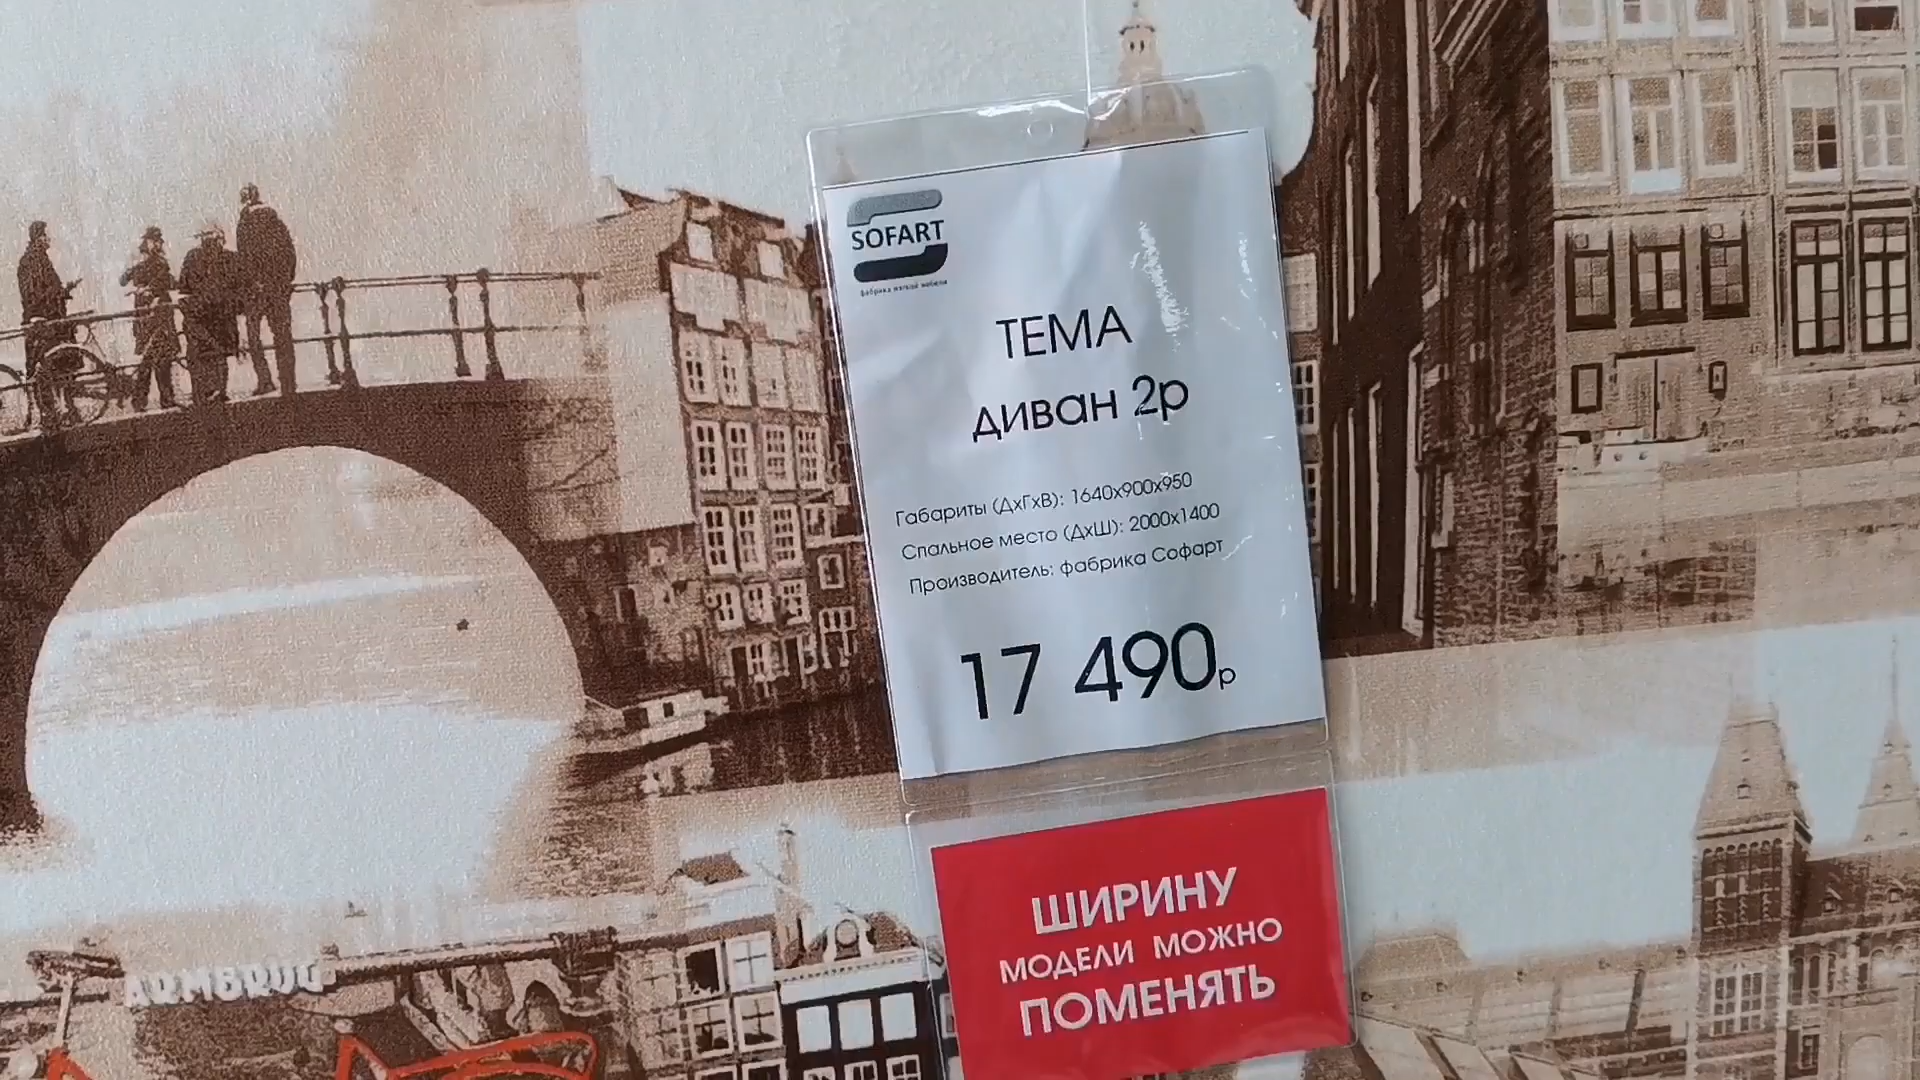 SOFART
фабрика мягкой мебели
ТЕМА
диван 2р
Габариты (ДхГхВ): 1640х900х950
Спальное место (ДхШ): 2000х1400
Производитель: фабрика Софарт
17 490р
ШИРИНУ
МОДЕЛИ МОЖНО
ПОМЕНЯТЬ
ARMBRUG